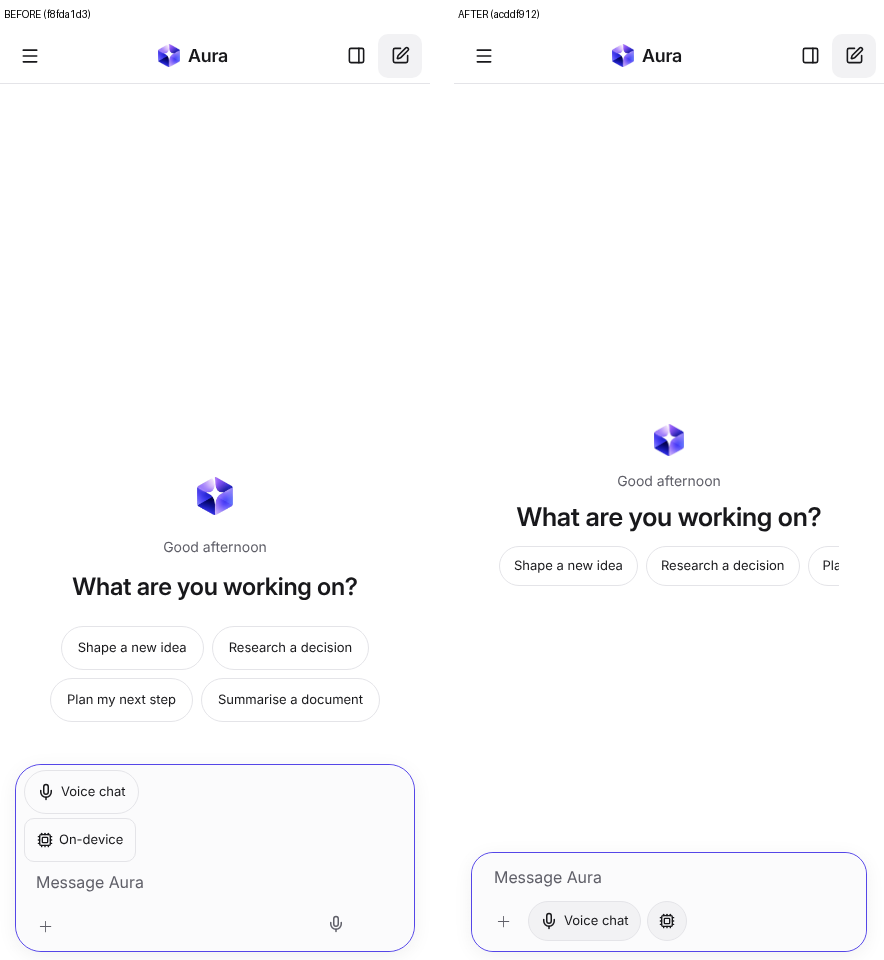 BEFORE (f8fda1d3)
Aura
Good afternoon
What are you working on?
Shape a new idea
Research a decision
Plan my next step
Summarise a document
Voice chat
On-device
Message Aura
AFTER (acddf912)
Aura
Good afternoon
What are you working on?
Shape a new idea
Research a decision
Pla
Message Aura
Voice chat